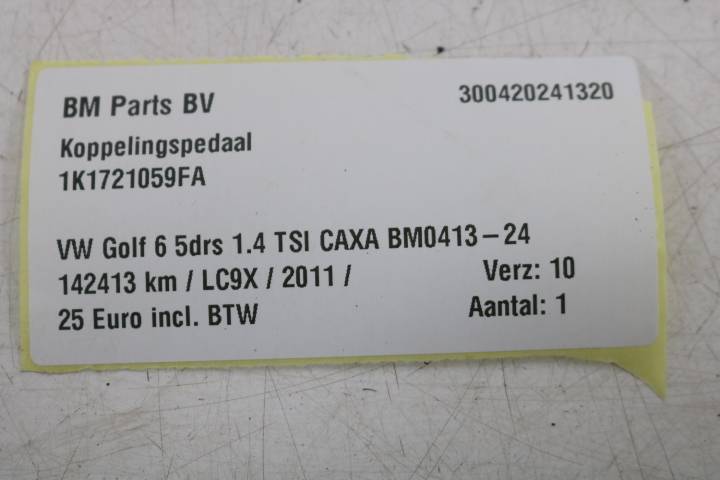 BM Parts BV 300420241320
Koppelingspedaal
1K1721059FA
VW Golf 6 5drs 1.4 TSI CAXA BM0413-24
142413 km / LC9X / 2011 / Verz: 10
25 Euro incl. BTW Aantal: 1